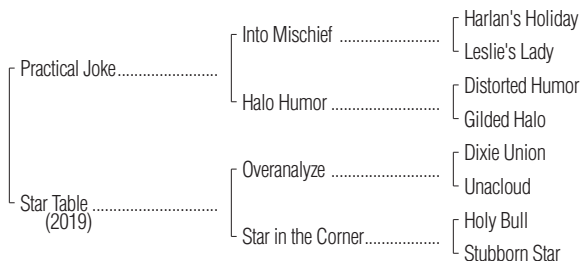 Harlan's Holiday
Into Mischief ......................
Leslie's Lady
Practical Joke......................
Distorted Humor
Halo Humor ......................
Gilded Halo
Dixie Union
Overanalyze ......................
Unacloud
Star Table ......................
(2019)
Holy Bull
Star in the Corner................
Stubborn Star